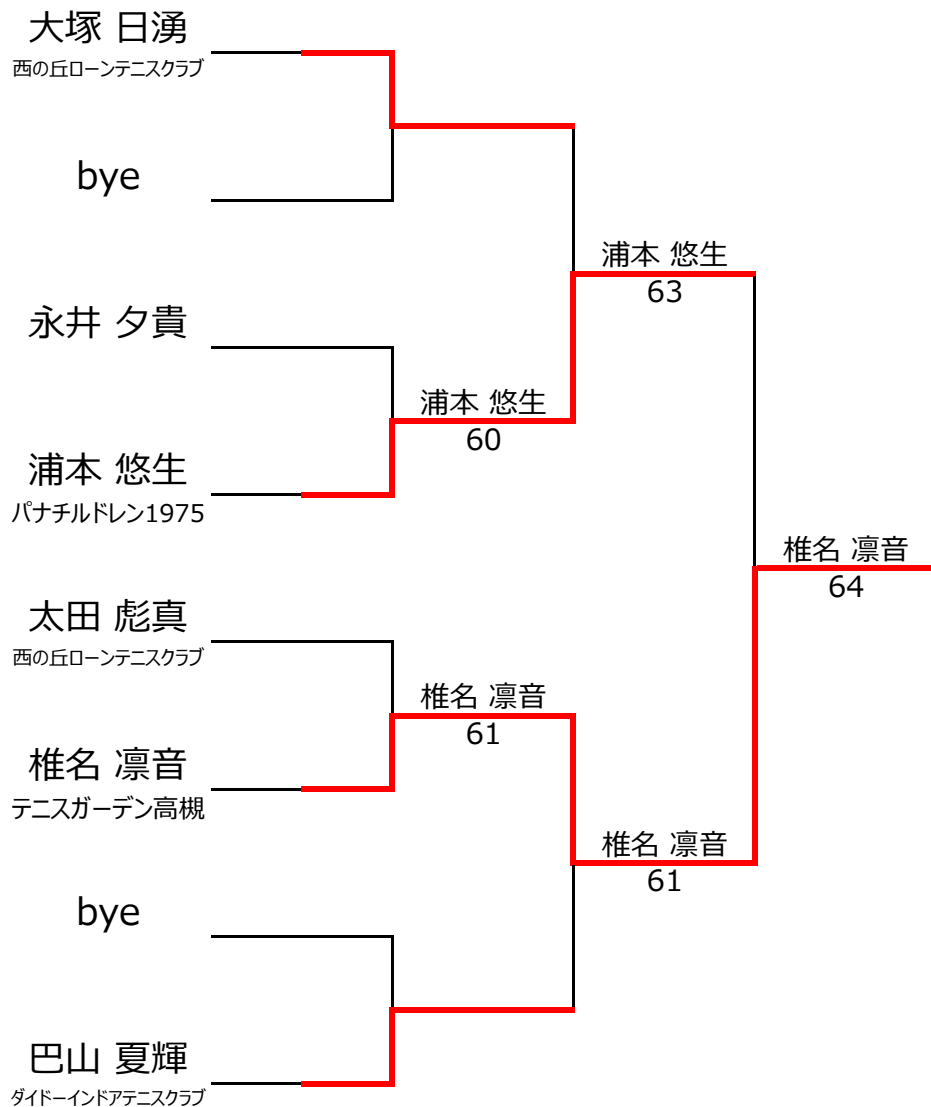 大塚 日湧
西の丘ローンテニスクラブ
bye
浦本 悠生
63
永井 夕貴
浦本 悠生
60
浦本 悠生
パナチルドレン1975
椎名 凛音
64
太田 彪真
西の丘ローンテニスクラブ
椎名 凛音
61
椎名 凛音
テニスガーデン高槻
椎名 凛音
61
bye
巴山 夏輝
ダイドーインドアテニスクラブ